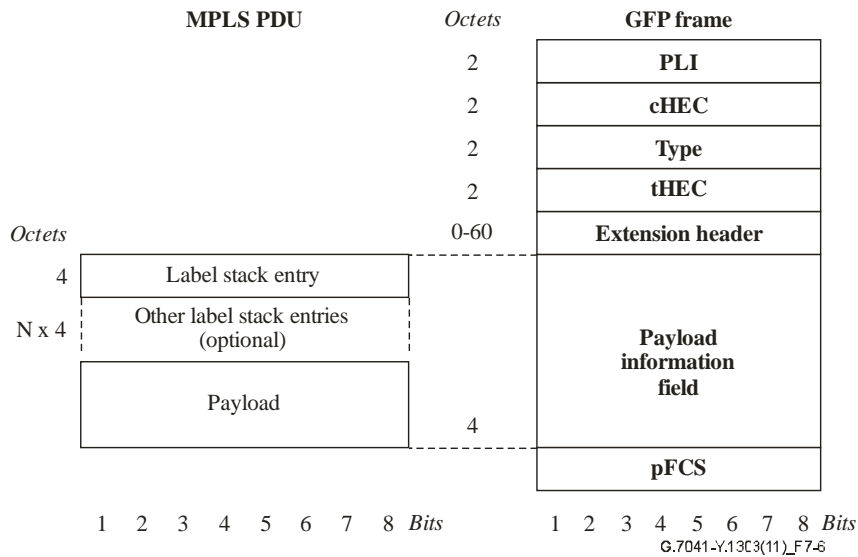 MPLS PDU
Octets
GFP frame
2
PLI
2
cHEC
2
Type
2
tHEC
Octets
0-60
Extension header
4
Label stack entry
N x 4
Other label stack entries
(optional)
Payload
information
field
Payload
4
pFCS
1 2 3 4 5 6 7 8 Bits
1 2 3 4 5 6 7 8 Bits
G.7041-Y.1303(11)_F7-6